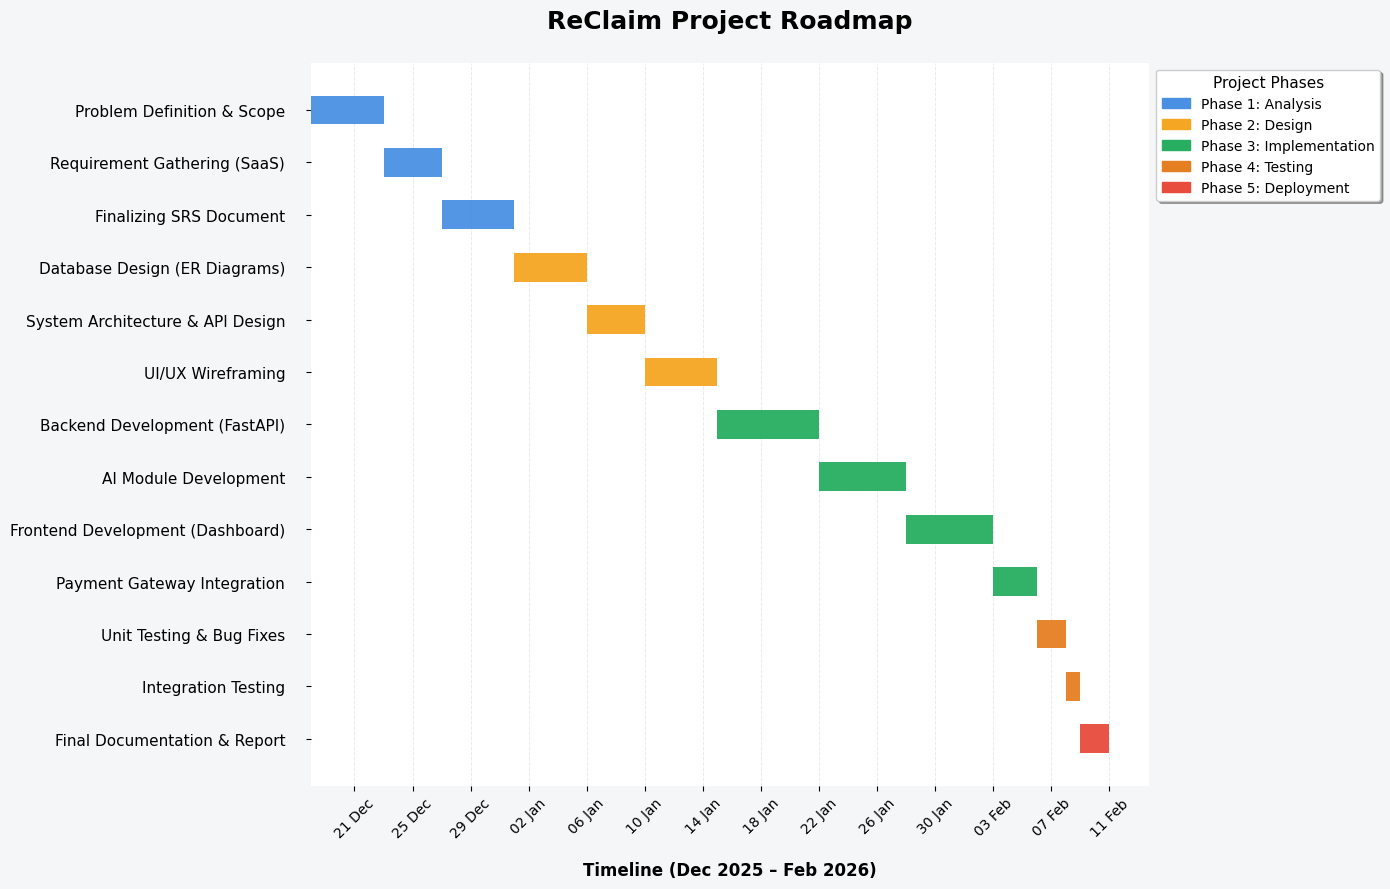 ReClaim Project Roadmap
Project Phases
Phase 1: Analysis
Phase 2: Design
Phase 3: Implementation
Phase 4: Testing
Phase 5: Deployment
Problem Definition & Scope
Requirement Gathering (SaaS)
Finalizing SRS Document
Database Design (ER Diagrams)
System Architecture & API Design
UI/UX Wireframing
Backend Development (FastAPI)
AI Module Development
Frontend Development (Dashboard)
Payment Gateway Integration
Unit Testing & Bug Fixes
Integration Testing
Final Documentation & Report
21 Dec 25 Dec 29 Dec 02 Jan 06 Jan 10 Jan 14 Jan 18 Jan 22 Jan 26 Jan 30 Jan 03 Feb 07 Feb 11 Feb
Timeline (Dec 2025 – Feb 2026)